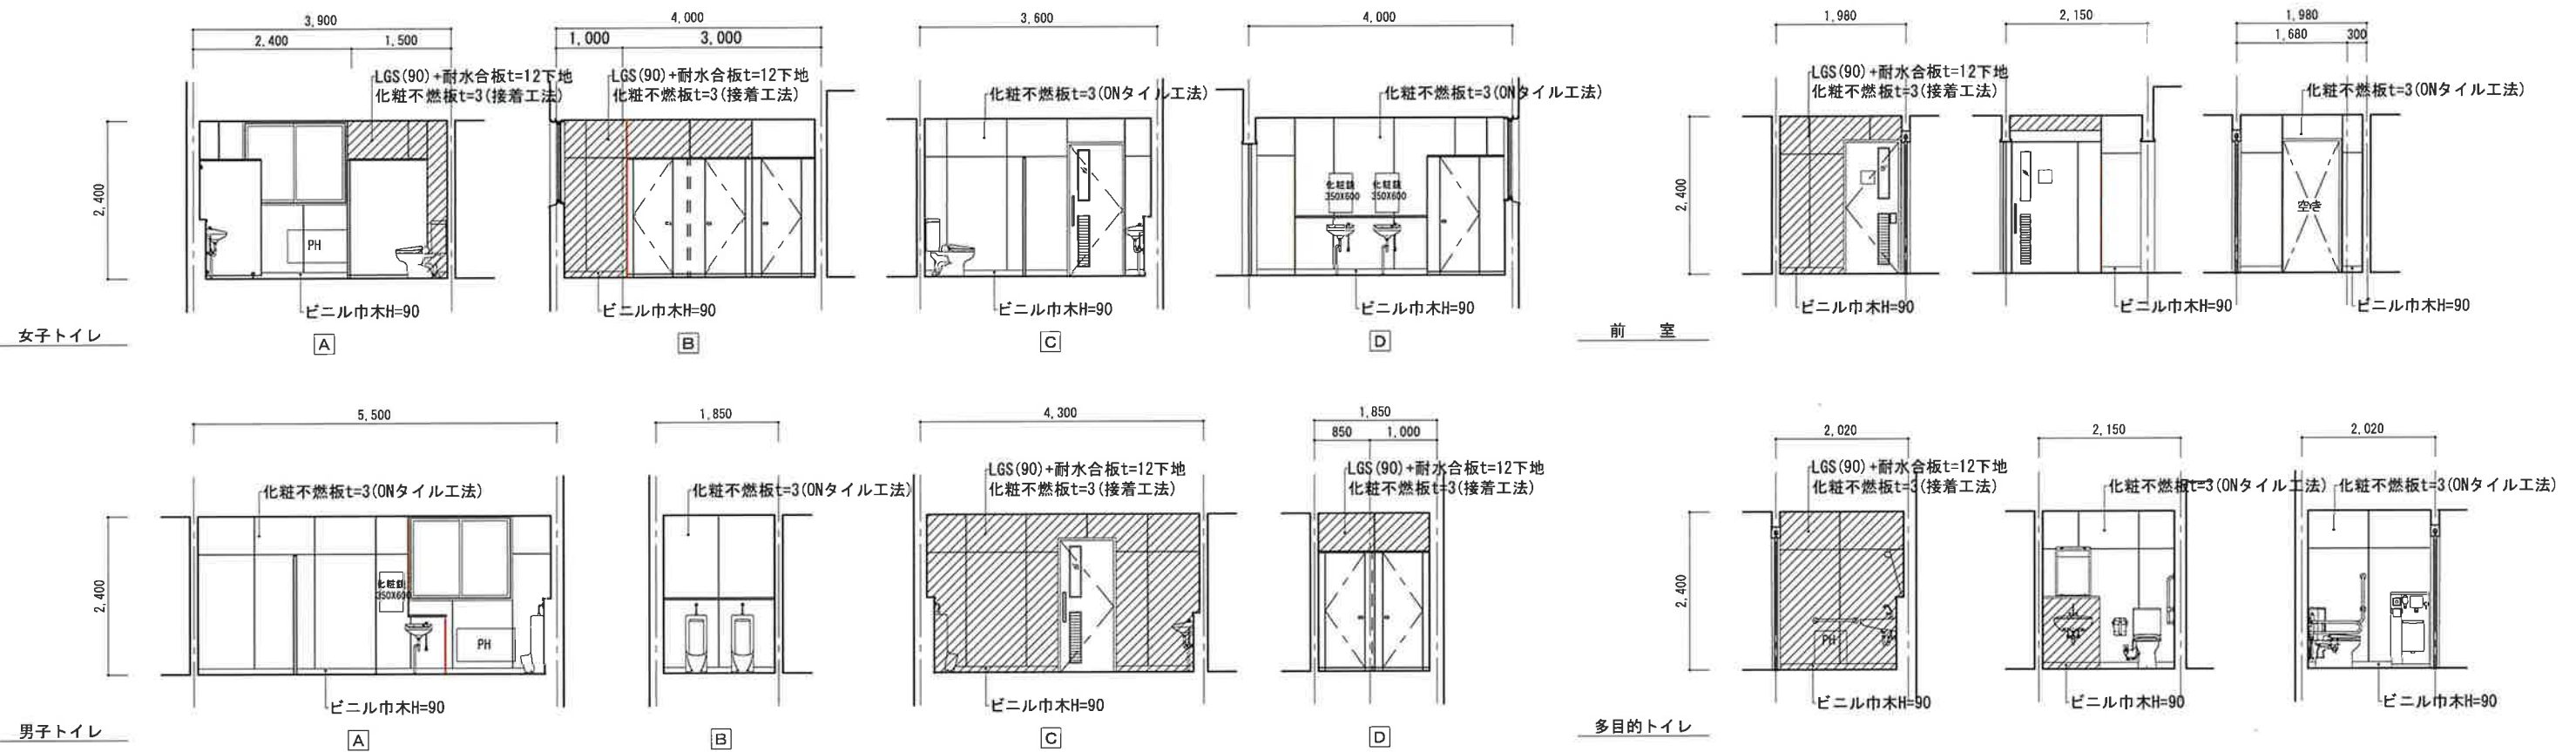 3,900
2,400
1,500
LGS(90)+耐水合板t=12下地
化粧不燃板t=3(接着工法)
2,400
PH
ビニル巾木H=90
A
女子トイレ
4,000
1,000
3,000
LGS(90)+耐水合板t=12下地
化粧不燃板t=3(接着工法)
ビニル巾木H=90
B
3,600
化粧不燃板t=3(ONタイル工法)
ビニル巾木H=90
C
4,000
化粧不燃板t=3(ONタイル工法)
化粧鏡
350X600
化粧鏡
350X600
ビニル巾木H=90
D
1,980
LGS(90)+耐水合板t=12下地
化粧不燃板t=3(接着工法)
2,400
ビニル巾木H=90
前 室
2,150
ビニル巾木H=90
1,980
1,680
300
化粧不燃板t=3(ONタイル工法)
空き
ビニル巾木H=90
5,500
化粧不燃板t=3(ONタイル工法)
2,400
化粧鏡
350X600
PH
ビニル巾木H=90
A
男子トイレ
1,850
化粧不燃板t=3(ONタイル工法)
B
4,300
LGS(90)+耐水合板t=12下地
化粧不燃板t=3(接着工法)
ビニル巾木H=90
C
1,850
850
1,000
LGS(90)+耐水合板t=12下地
化粧不燃板t=3(接着工法)
D
2,020
LGS(90)+耐水合板t=12下地
化粧不燃板t=3(接着工法)
2,400
PH
ビニル巾木H=90
多目的トイレ
2,150
化粧不燃板t=3(ONタイル工法)
ビニル巾木H=90
2,020
化粧不燃板t=3(ONタイル工法)
ビニル巾木H=90